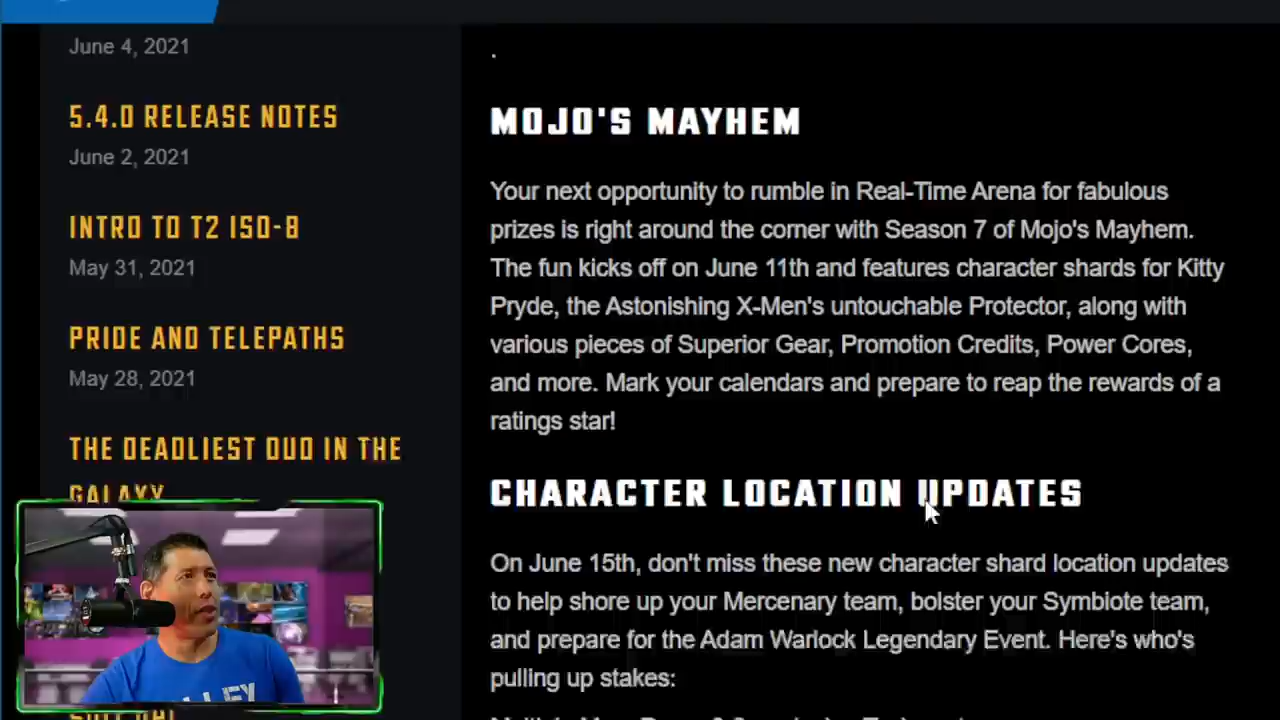 June 4, 2021
5.4.0 RELEASE NOTES
June 2, 2021
INTRO TO T2 ISO-8
May 31, 2021
PRIDE AND TELEPATHS
May 28, 2021
THE DEADLIEST DUO IN THE
GALAXY
.
MOJO'S MAYHEM
Your next opportunity to rumble in Real-Time Arena for fabulous
prizes is right around the corner with Season 7 of Mojo's Mayhem.
The fun kicks off on June 11th and features character shards for Kitty
Pryde, the Astonishing X-Men's untouchable Protector, along with
various pieces of Superior Gear, Promotion Credits, Power Cores,
and more. Mark your calendars and prepare to reap the rewards of a
ratings star!
CHARACTER LOCATION UPDATES
On June 15th, don't miss these new character shard location updates
to help shore up your Mercenary team, bolster your Symbiote team,
and prepare for the Adam Warlock Legendary Event. Here's who's
pulling up stakes: